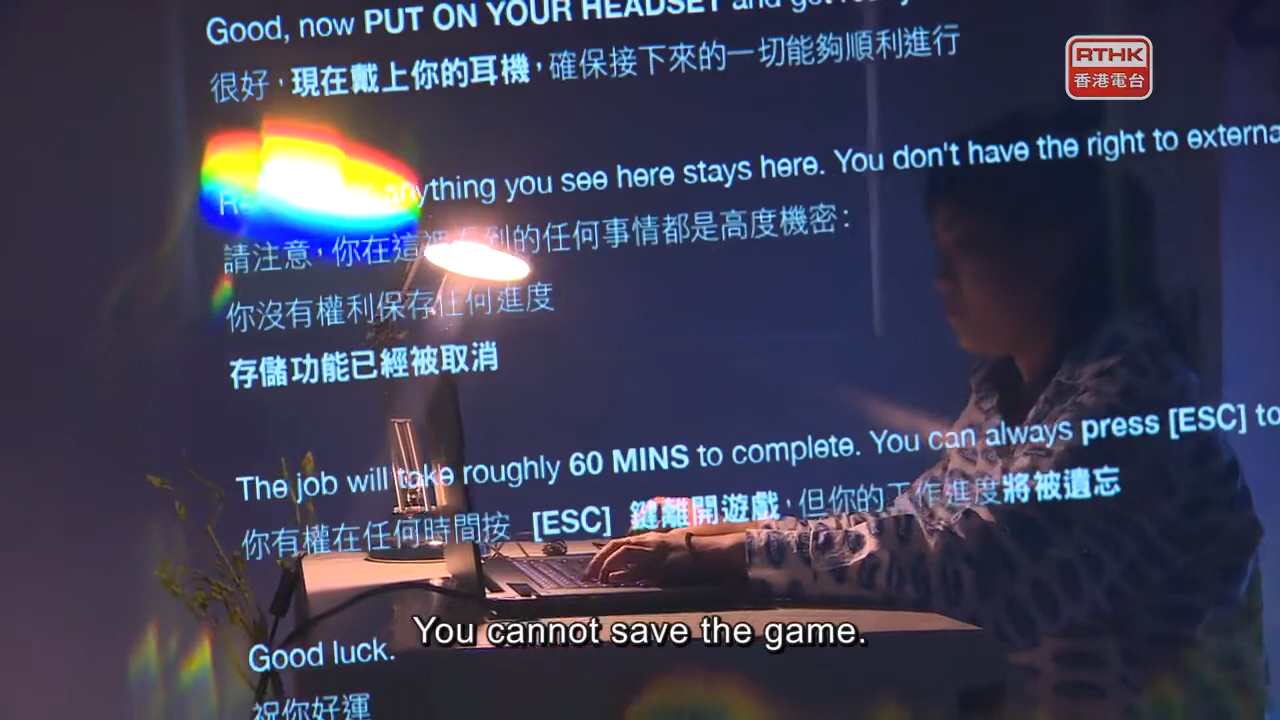 Good, now PUT ON YOUR HEADSET and get
很好，現在戴上你的耳機，確保接下來的一切能夠順利進行
RTHK
香港電台
anything you see here stays here. You don't have the right to externa
請注意，你在這裡看到的任何事情都是高度機密：
你沒有權利保存任何進度
存儲功能已經被取消
The job will take roughly 60 MINS to complete. You can always press [ESC] to
你有權在任何時間按 [ESC] 鍵離開遊戲，但你的工作進度將被遺忘
You cannot save the game.
Good luck.
祝你好運